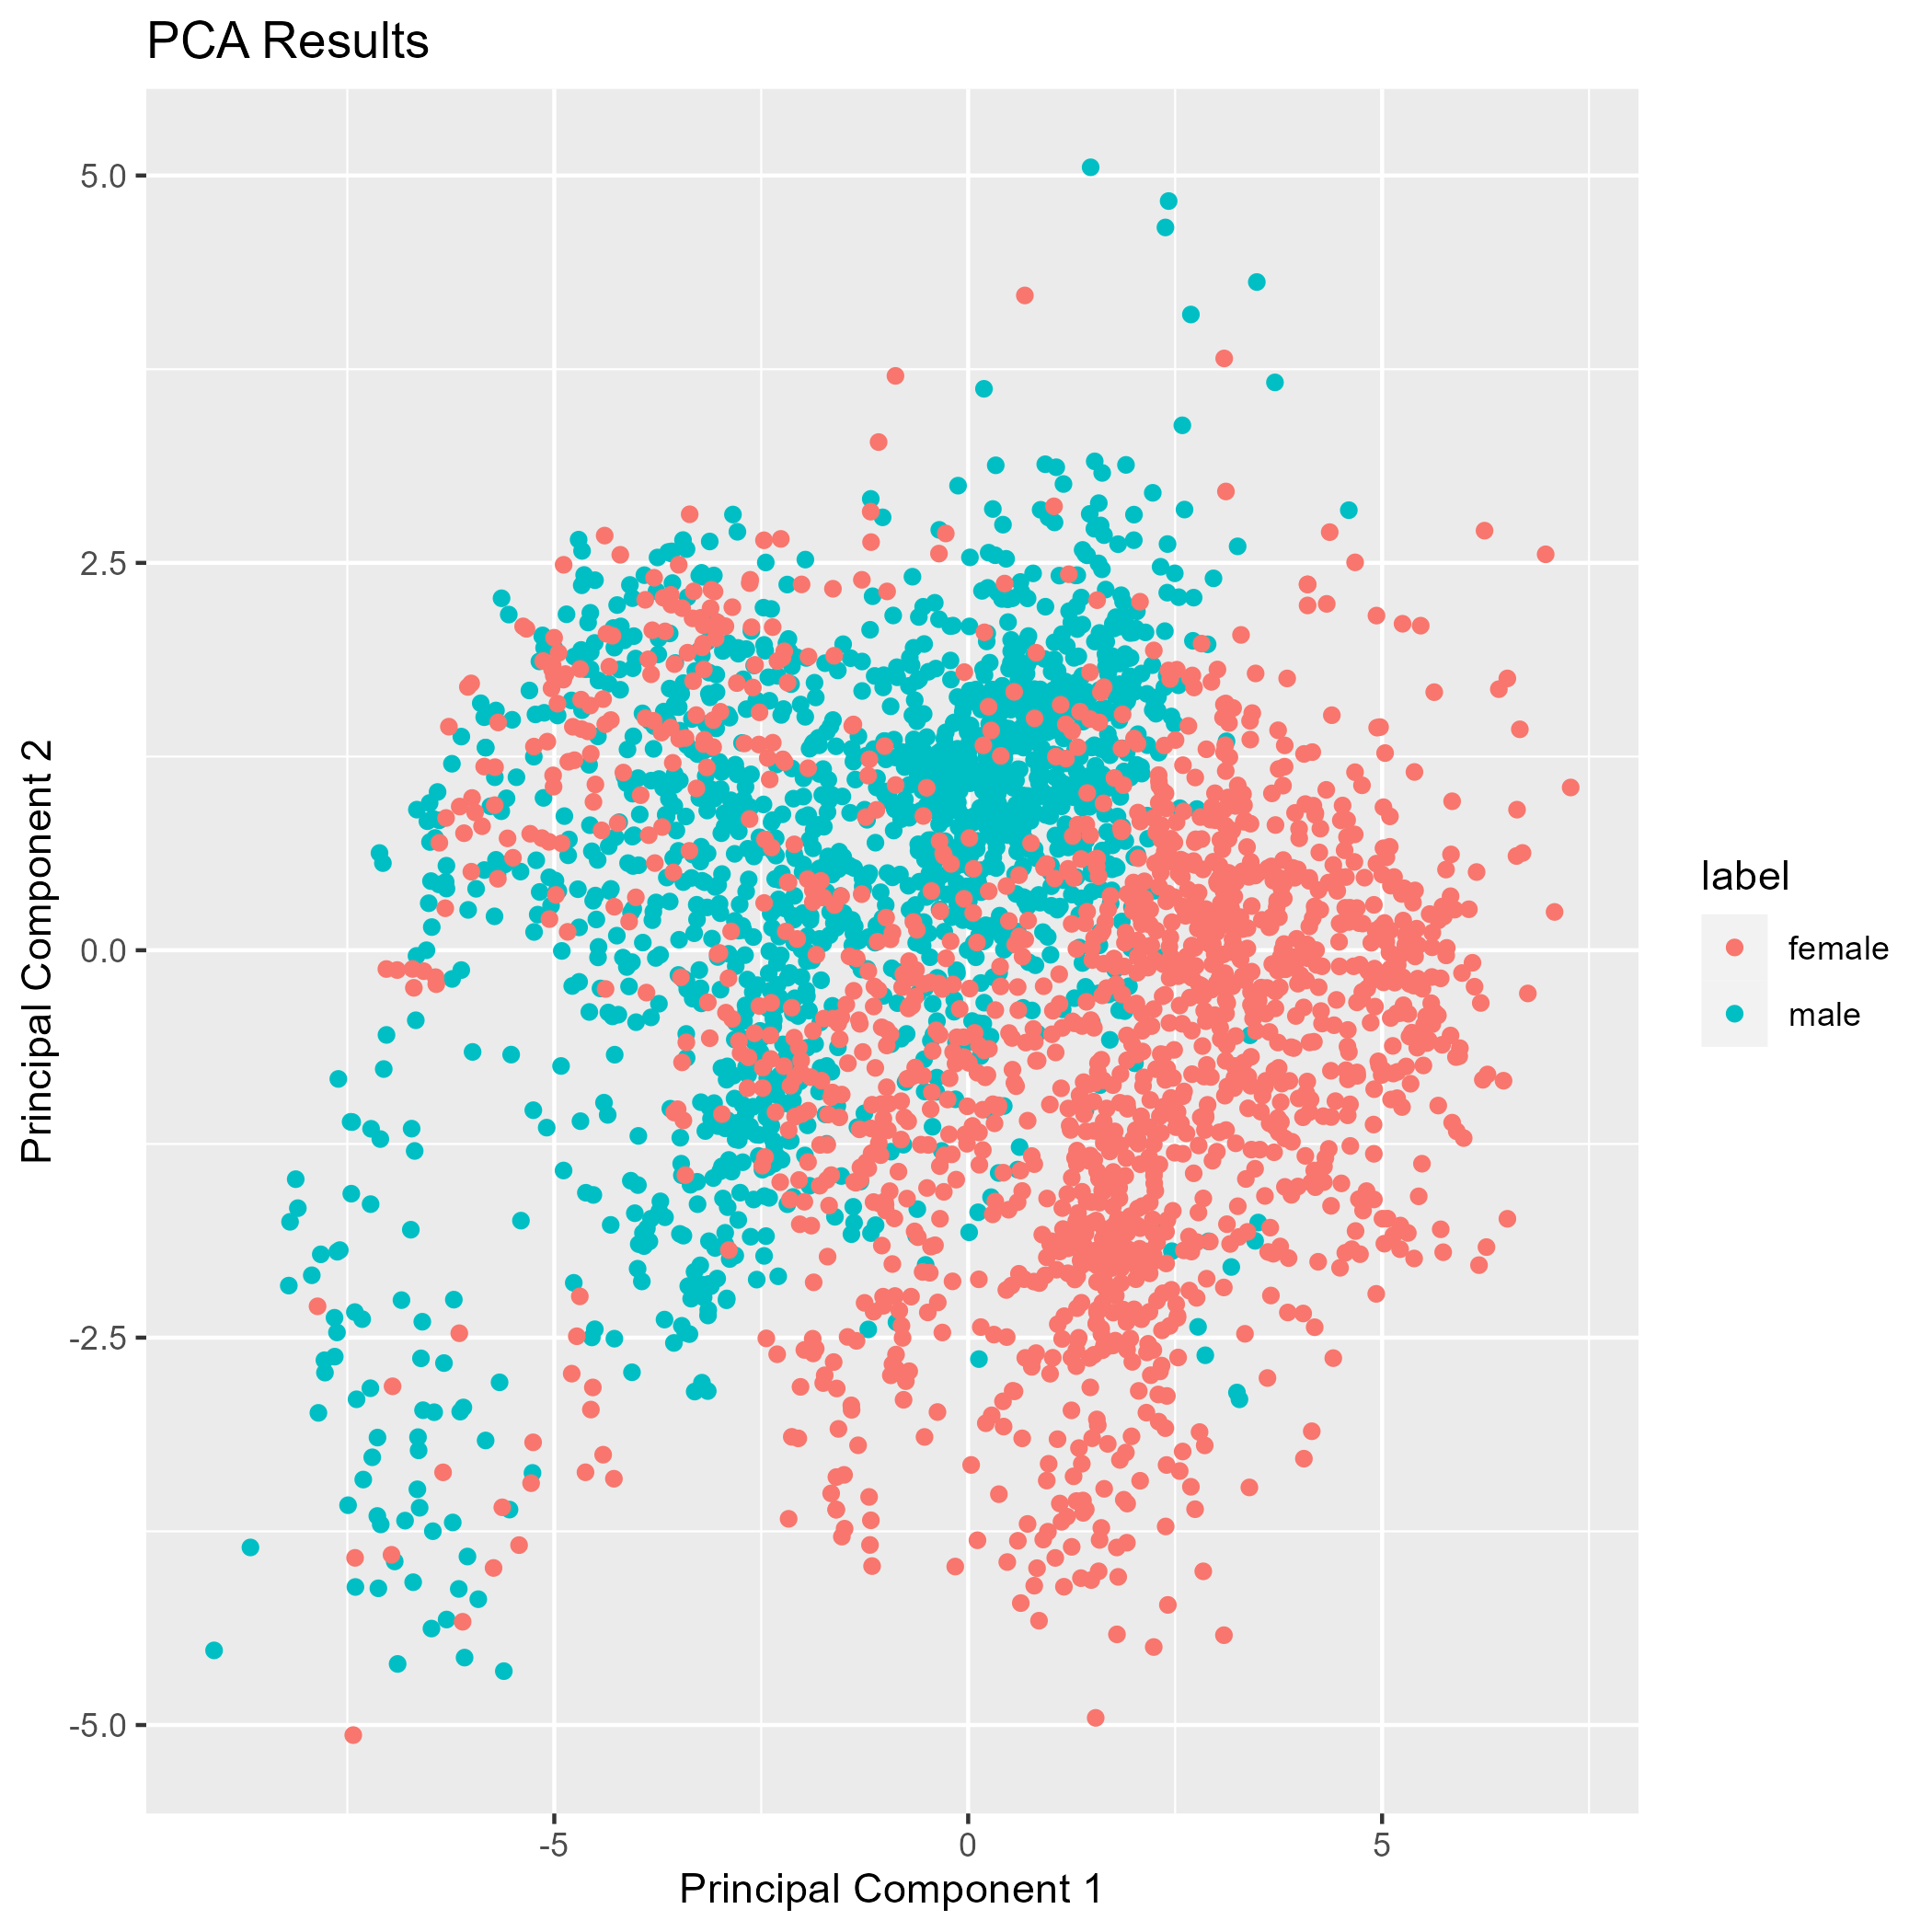 PCA Results
5.0
2.5
0.0
-2.5
-5.0
Principal Component 2
-5
0
5
Principal Component 1
label
female
male